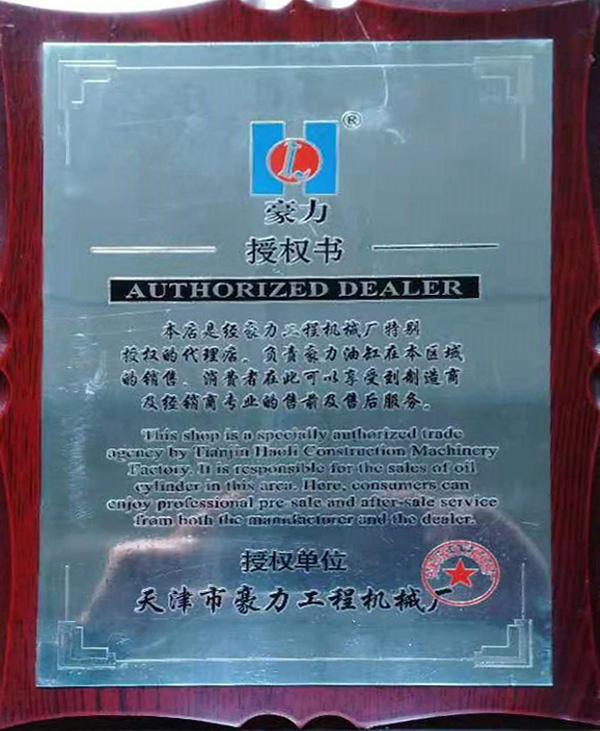 HL®
豪力
授权书
AUTHORIZED DEALER
本店是经豪力工程机械厂特别
授权的代理店。负责豪力油缸在本区域
的销售。消费者在此可以享受到制造商
及经销商专业的售前及售后服务。
This shop is a specially authorized trade
agency by Tianjin Haoli Construction Machinery
Factory. It is responsible for the sales of oil
cylinder in this area. Here, consumers can
enjoy professional pre-sale and after-sale service
from both the manufacturer and the dealer.
授权单位
天津市豪力工程机械厂